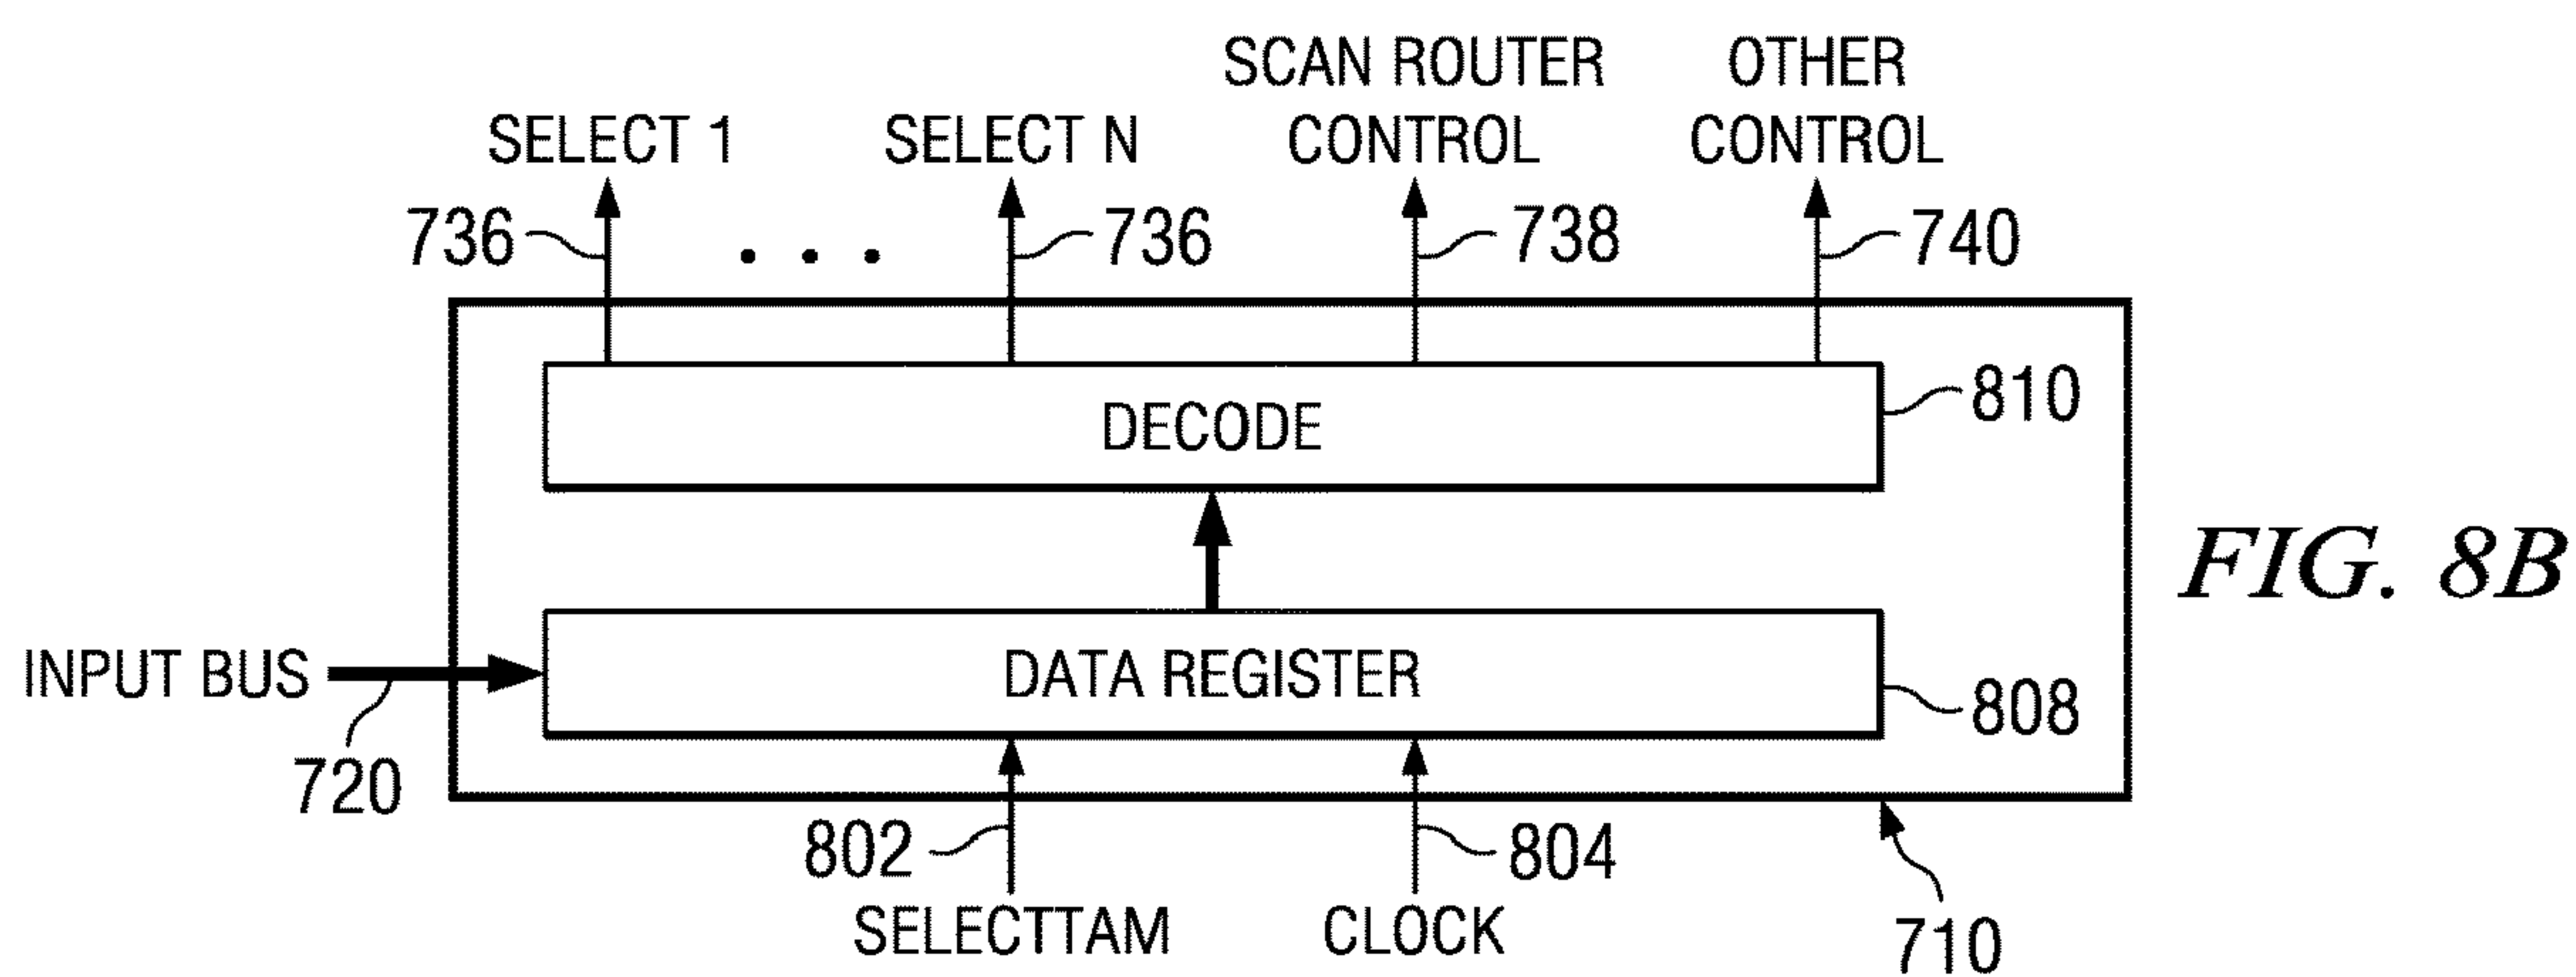 SCAN ROUTER OTHER
SELECT 1 SELECT N CONTROL CONTROL
736 . . . 736 738 740
DECODE 810
FIG. 8B
INPUT BUS DATA REGISTER 808
720 802 804
SELECTTAM CLOCK 710